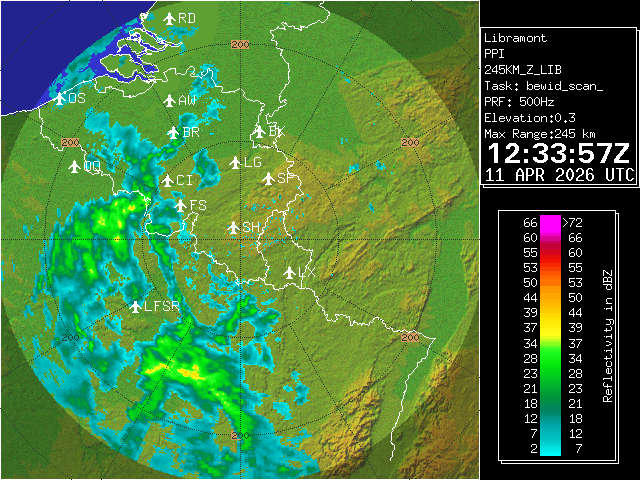 RD
200
OS
AW
BR
BK
200
200
QQ
LG
CI
SP
FS
SH
LX
LFSR
200
200
200
Libramont
PPI
245KM_Z_LIB
Task: bewid_scan_
PRF: 500Hz
Elevation:0.3
Max Range:245 km
12:33:57Z
11 APR 2026 UTC
66 >72
60 66
55 60
53 55
50 53
44 50
39 44
37 39
34 37
28 34
23 28
21 23
18 21
12 18
7 12
2 7
Reflectivity in dBZ